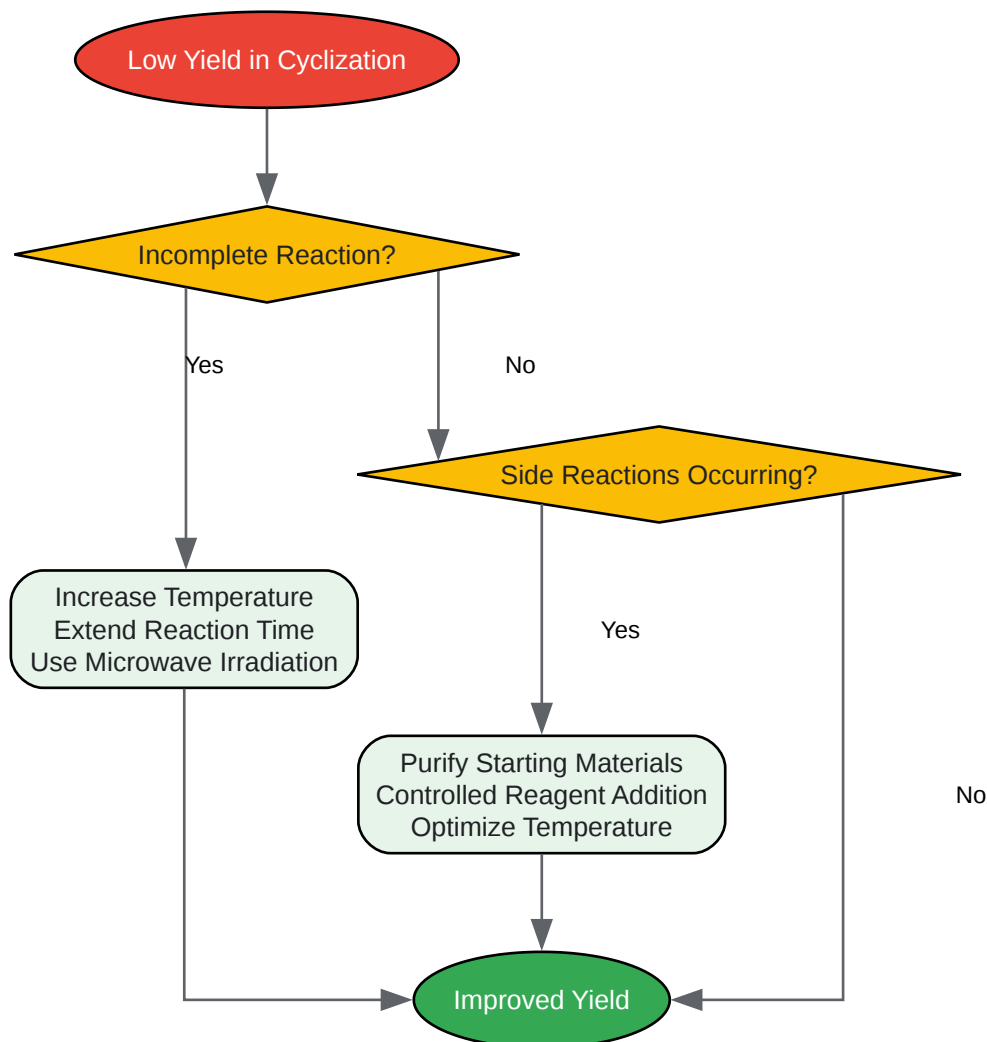 Low Yield in Cyclization
Incomplete Reaction?
Yes
No
Side Reactions Occurring?
Increase Temperature
Extend Reaction Time
Use Microwave Irradiation
Yes
Purify Starting Materials
Controlled Reagent Addition
Optimize Temperature
No
Improved Yield